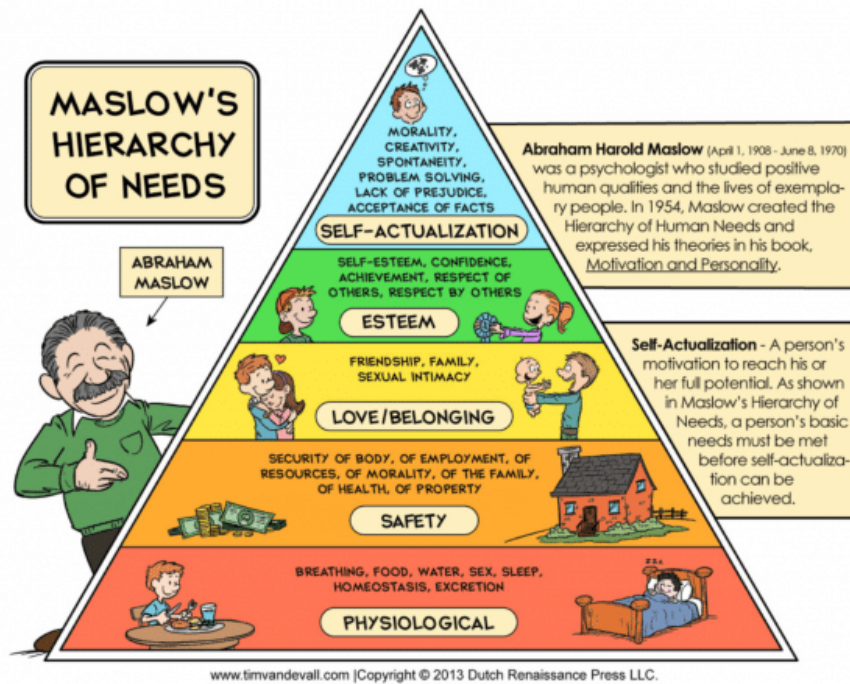 MASLOW'S
HIERARCHY
OF NEEDS
ABRAHAM
MASLOW
MORALITY,
CREATIVITY,
SPONTANEITY,
PROBLEM SOLVING,
LACK OF PREJUDICE,
ACCEPTANCE OF FACTS
SELF-ACTUALIZATION
SELF-ESTEEM, CONFIDENCE,
ACHIEVEMENT, RESPECT OF
OTHERS, RESPECT BY OTHERS
ESTEEM
FRIENDSHIP, FAMILY,
SEXUAL INTIMACY
LOVE/BELONGING
SECURITY OF BODY, OF EMPLOYMENT, OF
RESOURCES, OF MORALITY, OF THE FAMILY,
OF HEALTH, OF PROPERTY
SAFETY
BREATHING, FOOD, WATER, SEX, SLEEP,
HOMEOSTASIS, EXCRETION
PHYSIOLOGICAL
Abraham Harold Maslow (April 1, 1908 - June 8, 1970)
was a psychologist who studied positive
human qualities and the lives of exempla-
ry people. In 1954, Maslow created the
Hierarchy of Human Needs and
expressed his theories in his book,
Motivation and Personality.
Self-Actualization - A person's
motivation to reach his or
her full potential. As shown
in Maslow's Hierarchy of
Needs, a person's basic
needs must be met
before self-actualiza-
tion can be
achieved.
www.timvandevall.com |Copyright © 2013 Dutch Renaissance Press LLC.